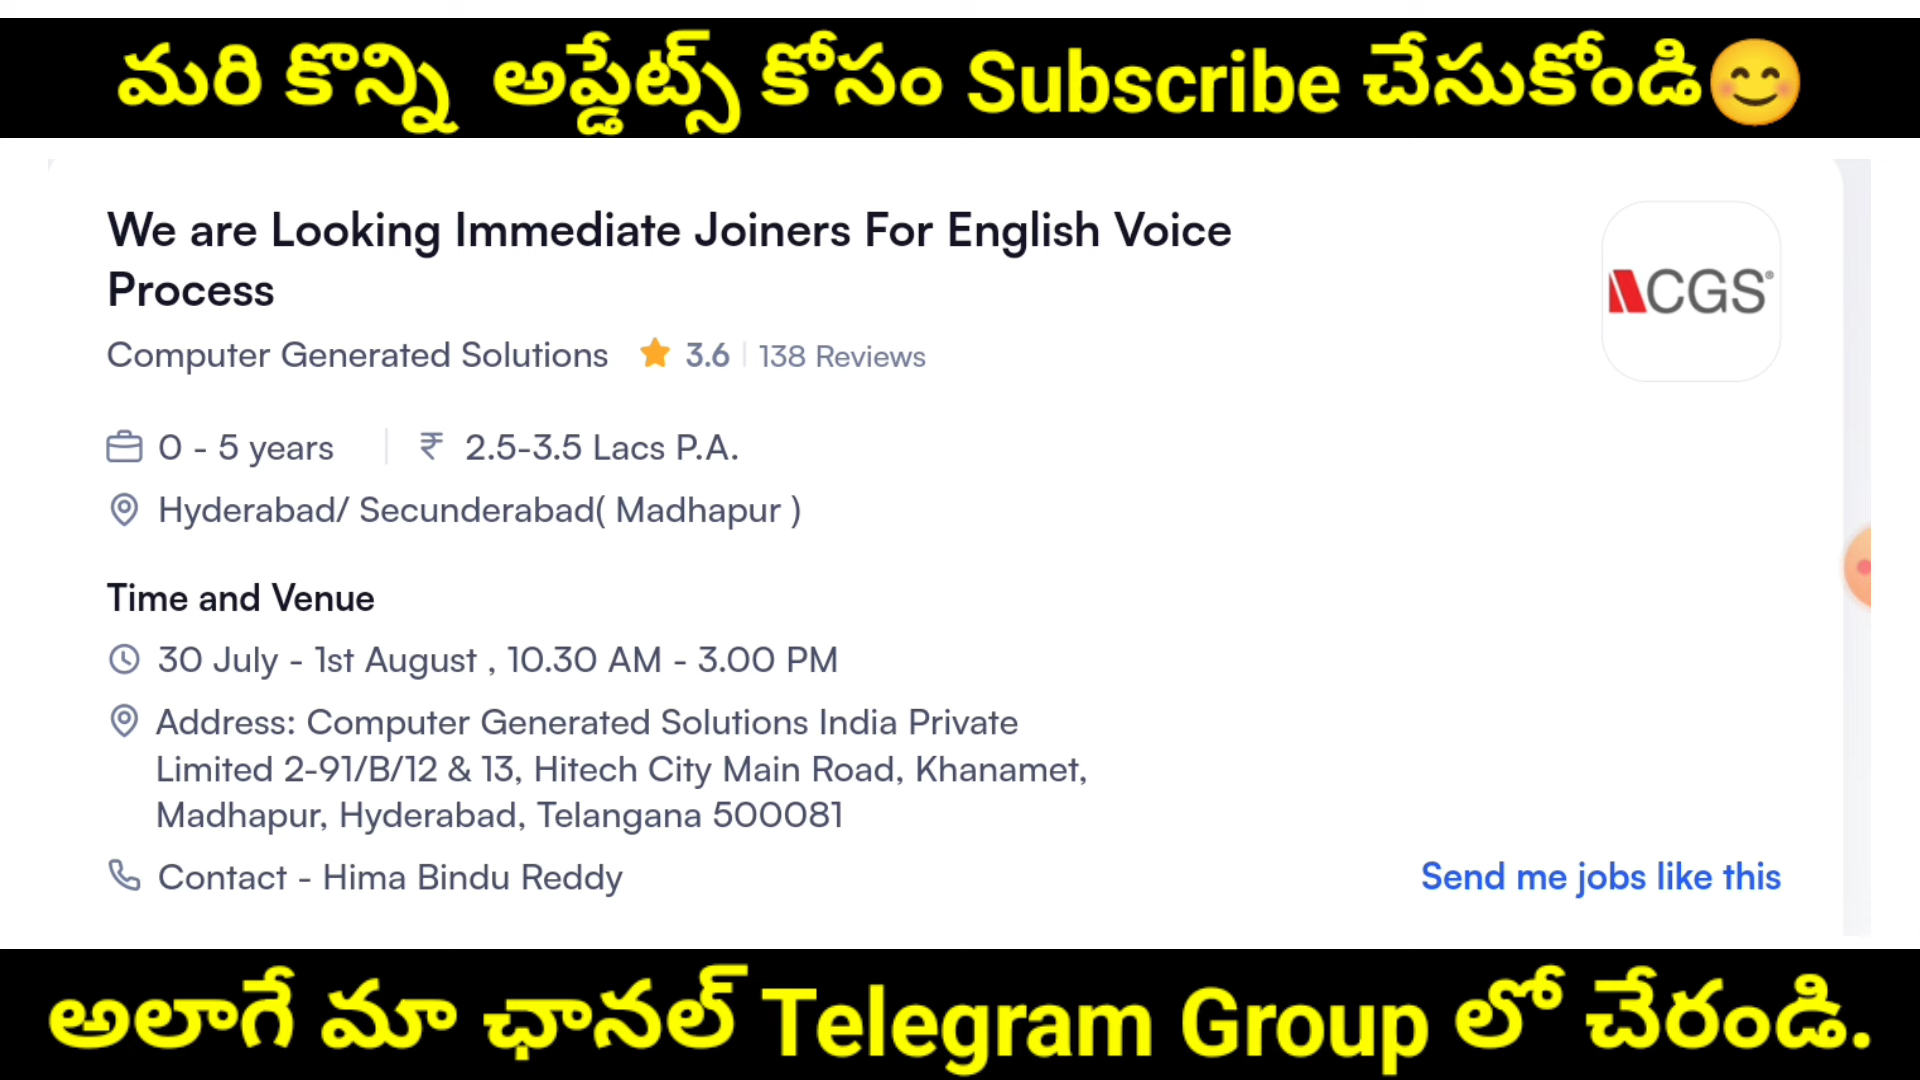 మరి కొన్ని అప్డేట్స్ కోసం Subscribe చేసుకోండి😊
We are Looking Immediate Joiners For English Voice
Process
CGS®
Computer Generated Solutions 3.6 138 Reviews
0 - 5 years ₹ 2.5-3.5 Lacs P.A.
Hyderabad/ Secunderabad( Madhapur )
Time and Venue
30 July - 1st August , 10.30 AM - 3.00 PM
Address: Computer Generated Solutions India Private
Limited 2-91/B/12 & 13, Hitech City Main Road, Khanamet,
Madhapur, Hyderabad, Telangana 500081
Contact - Hima Bindu Reddy
Send me jobs like this
అలాగే మా ఛానల్ Telegram Group లో చేరండి.